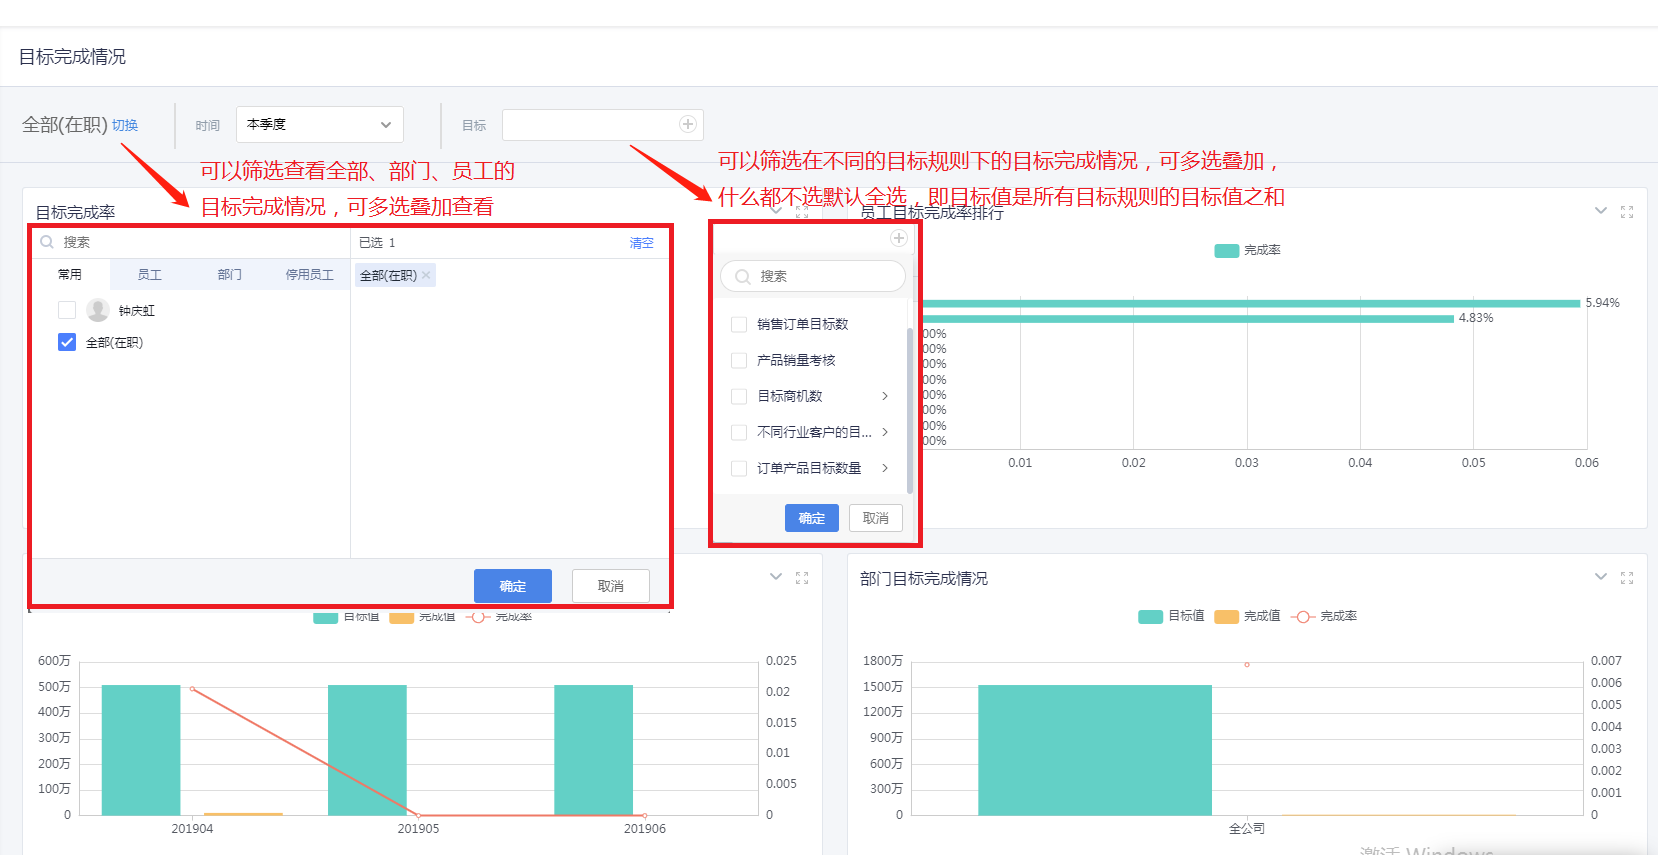 目标完成情况
全部(在职) 切换
时间
本季度
目标
可以筛选查看全部、部门、员工的
目标完成情况，可多选叠加查看
可以筛选在不同的目标规则下的目标完成情况，可多选叠加，
什么都不选默认全选，即目标值是所有目标规则的目标值之和
目标完成率
员工目标完成率排行
搜索
已选 1
清空
常用
员工
部门
停用员工
全部(在职)
钟庆虹
全部(在职)
确定
取消
搜索
销售订单目标数
产品销量考核
目标商机数
不同行业客户的目...
订单产品目标数量
确定
取消
完成率
5.94%
4.83%
00%
00%
00%
00%
00%
00%
00%
00%
0.01
0.02
0.03
0.04
0.05
0.06
目标值
完成值
完成率
600万
500万
400万
300万
200万
100万
0
0.025
0.02
0.015
0.01
0.005
0
201904
201905
201906
部门目标完成情况
目标值
完成值
完成率
1800万
1500万
1200万
900万
600万
300万
0
0.007
0.006
0.005
0.004
0.003
0.002
0.001
0
全公司
激活 Windows